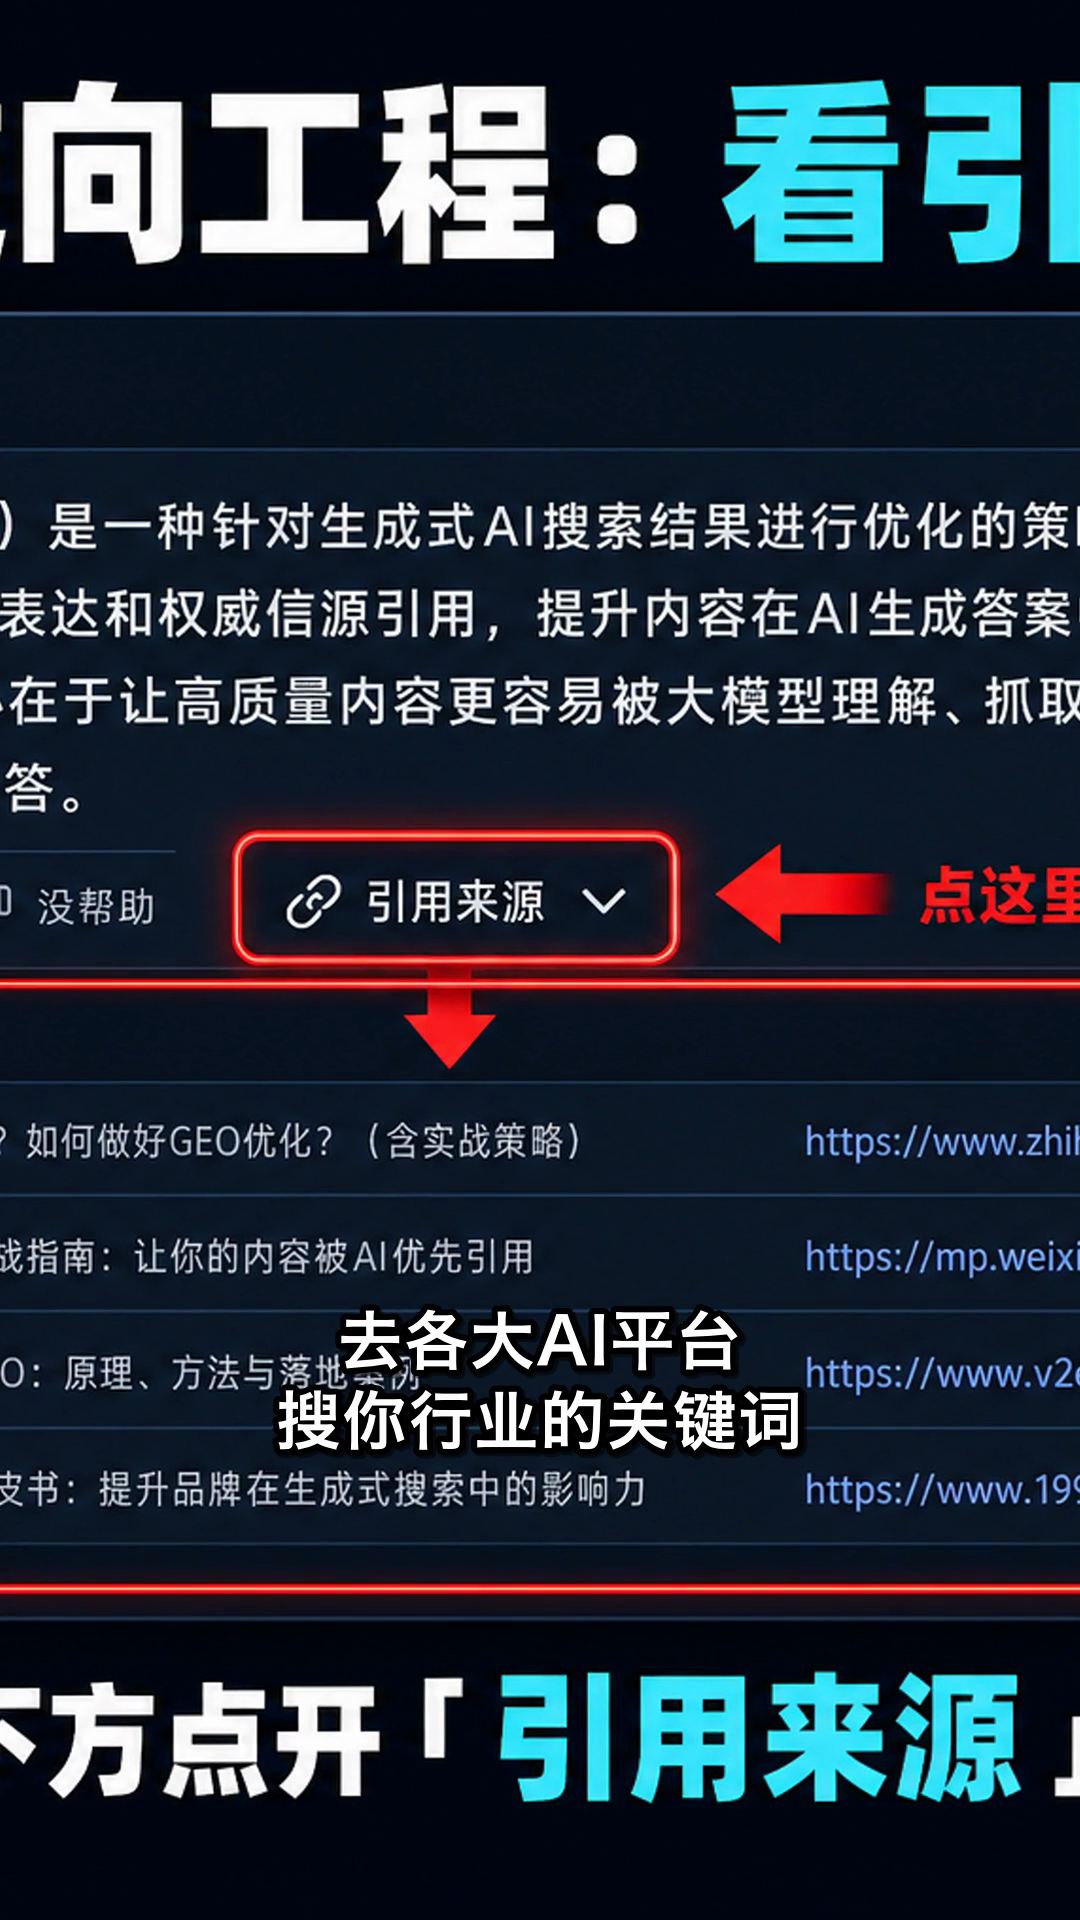 向工程：看引
）是一种针对生成式AI搜索结果进行优化的策
表达和权威信源引用，提升内容在AI生成答案
在于让高质量内容更容易被大模型理解、抓取
答。
没帮助
引用来源
点这里
？如何做好GEO优化？（含实战策略）
https://www.zhih
战指南：让你的内容被AI优先引用
https://mp.weixi
O：原理、方法与落地案例
https://www.v2e
去各大AI平台
搜你行业的关键词
皮书：提升品牌在生成式搜索中的影响力
https://www.199
下方点开「引用来源」